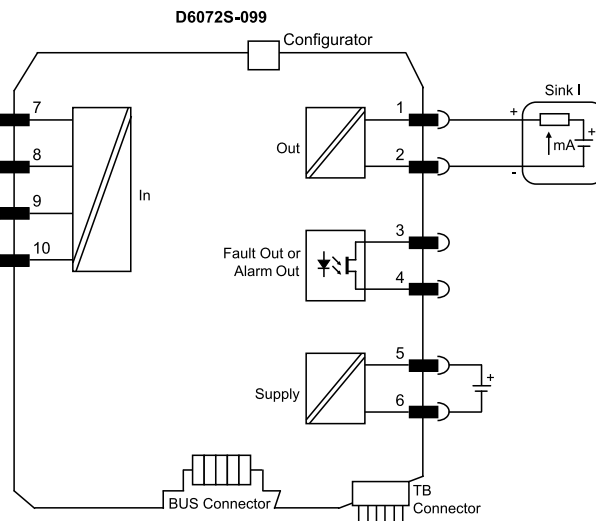 D6072S-099
Configurator
Sink I
7
8
9
10
In
Out
1
2
+
-
mA
+
Fault Out or
Alarm Out
3
4
Supply
5
6
+
BUS Connector
TB
Connector